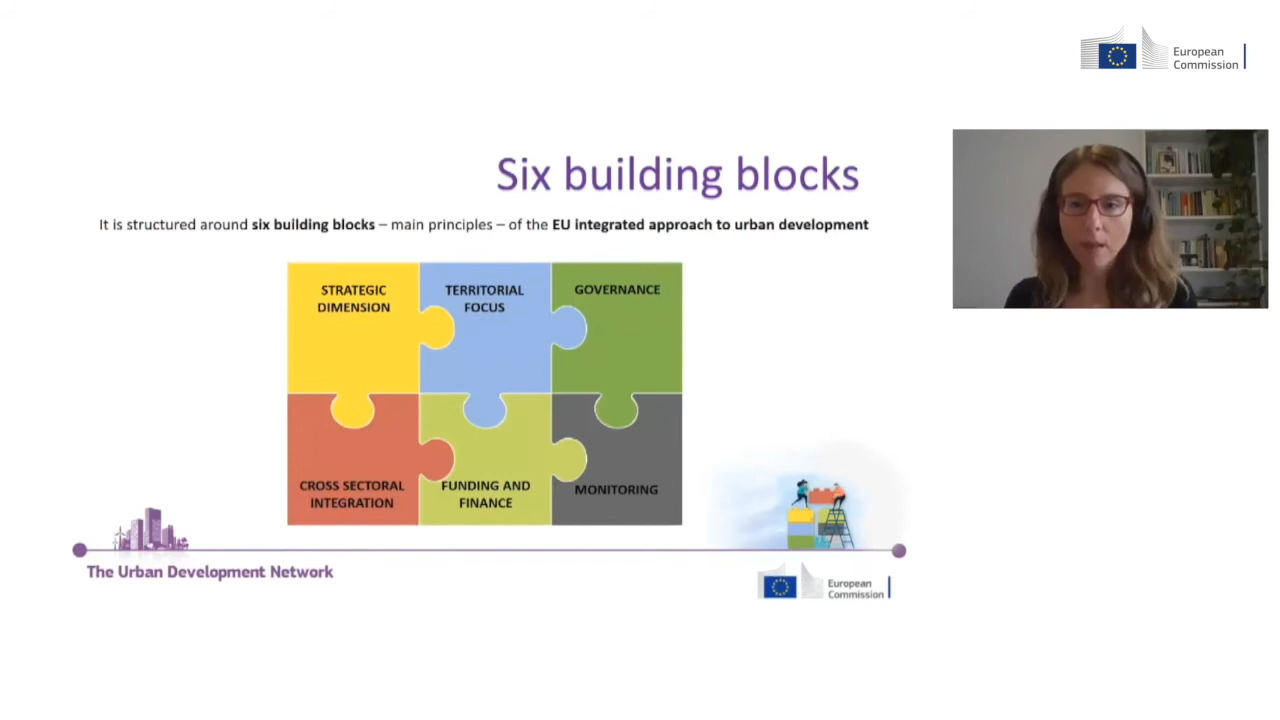 European
Commission
Six building blocks
It is structured around six building blocks – main principles – of the EU integrated approach to urban development
STRATEGIC
DIMENSION
TERRITORIAL
FOCUS
GOVERNANCE
CROSS SECTORAL
INTEGRATION
FUNDING AND
FINANCE
MONITORING
The Urban Development Network
European
Commission